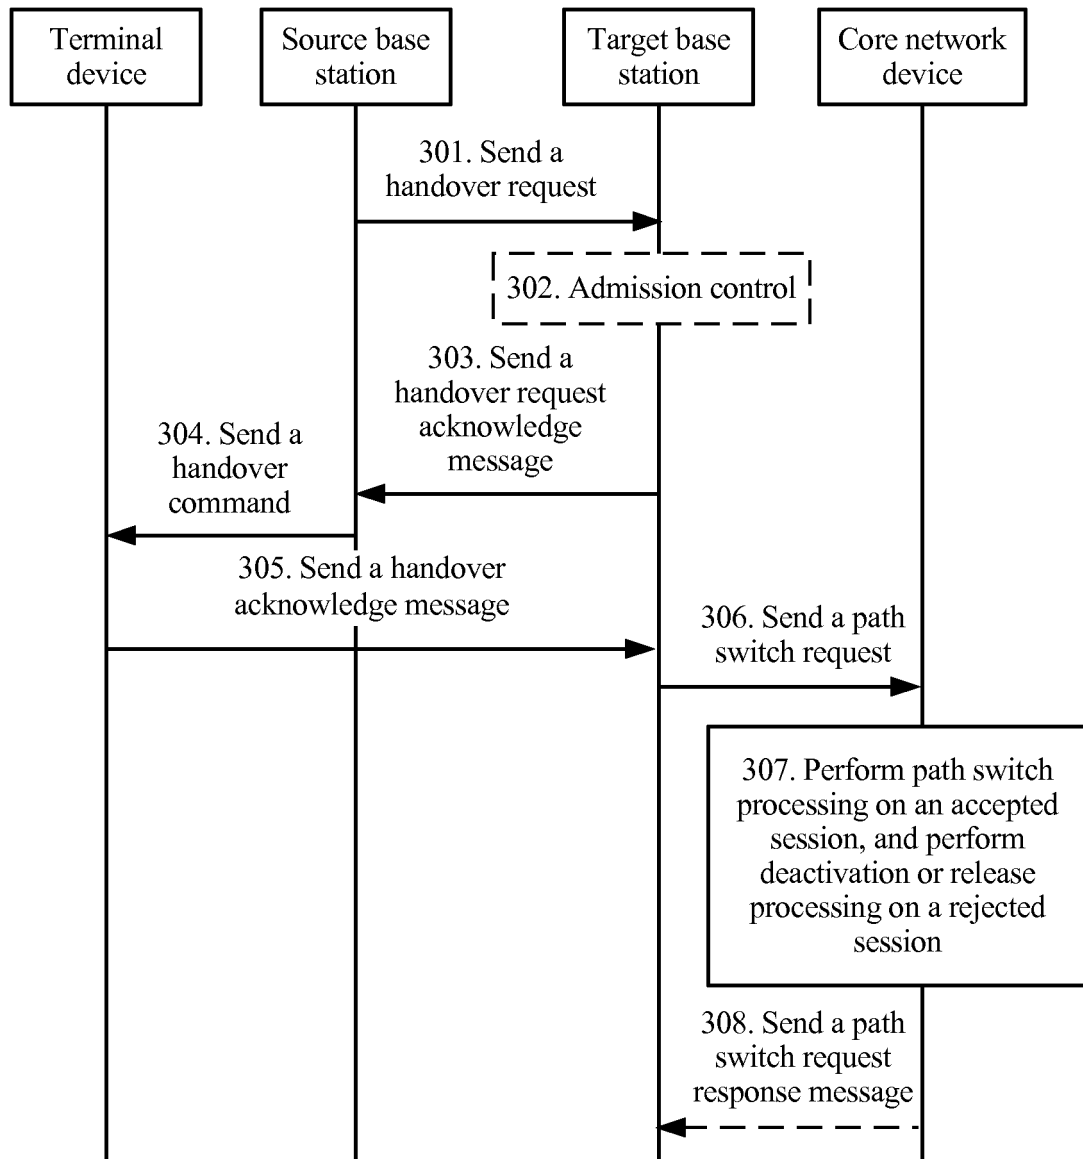 Terminal
device
Source base
station
Target base
station
Core network
device
301. Send a
handover request
302. Admission control
303. Send a
handover request
acknowledge
message
304. Send a
handover
command
305. Send a handover
acknowledge message
306. Send a path
switch request
307. Perform path switch
processing on an accepted
session, and perform
deactivation or release
processing on a rejected
session
308. Send a path
switch request
response message